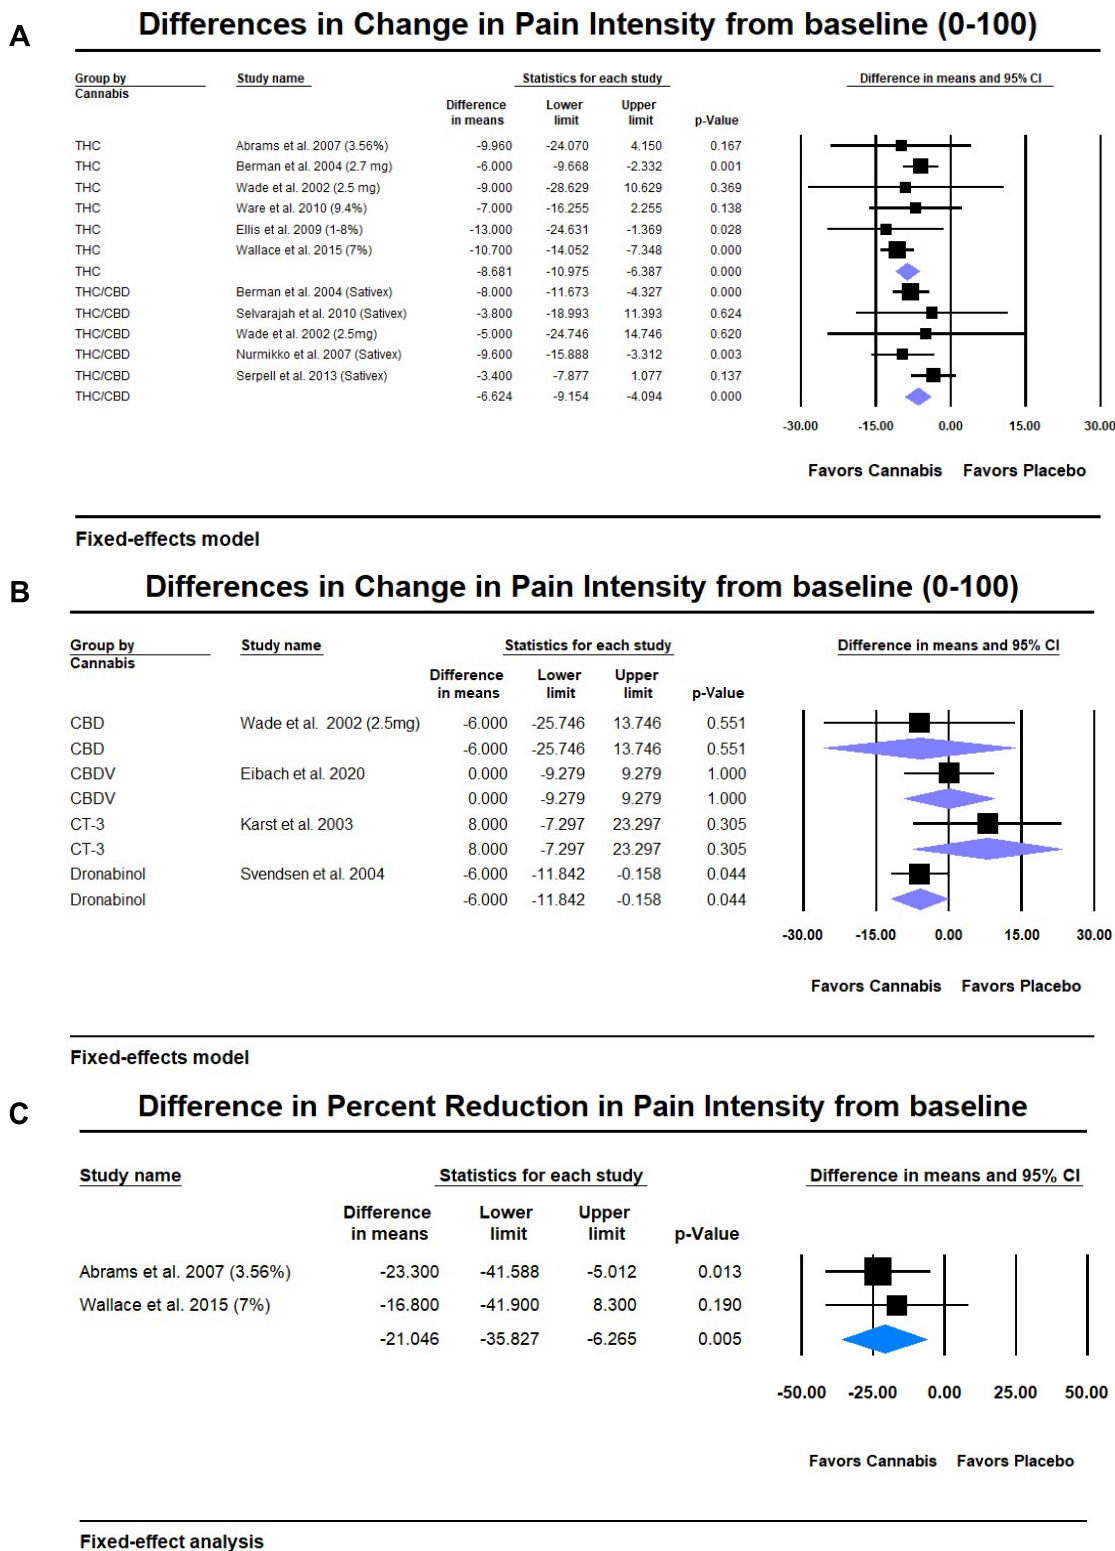 A
Differences in Change in Pain Intensity from baseline (0-100)
Group by Study name Statistics for each study Difference in means and 95% CI
Cannabis
Difference Lower Upper
in means limit limit p-Value
THC Abrams et al. 2007 (3.56%) -9.960 -24.070 4.150 0.167
THC Berman et al. 2004 (2.7 mg) -6.000 -9.668 -2.332 0.001
THC Wade et al. 2002 (2.5 mg) -9.000 -28.629 10.629 0.369
THC Ware et al. 2010 (9.4%) -7.000 -16.255 2.255 0.138
THC Ellis et al. 2009 (1-8%) -13.000 -24.631 -1.369 0.028
THC Wallace et al. 2015 (7%) -10.700 -14.052 -7.348 0.000
THC -8.681 -10.975 -6.387 0.000
THC/CBD Berman et al. 2004 (Sativex) -8.000 -11.673 -4.327 0.000
THC/CBD Selvarajah et al. 2010 (Sativex) -3.800 -18.993 11.393 0.624
THC/CBD Wade et al. 2002 (2.5mg) -5.000 -24.746 14.746 0.620
THC/CBD Nurmikko et al. 2007 (Sativex) -9.600 -15.888 -3.312 0.003
THC/CBD Serpell et al. 2013 (Sativex) -3.400 -7.877 1.077 0.137
THC/CBD -6.624 -9.154 -4.094 0.000
-30.00 -15.00 0.00 15.00 30.00
Favors Cannabis Favors Placebo
Fixed-effects model
B
Differences in Change in Pain Intensity from baseline (0-100)
Group by Study name Statistics for each study Difference in means and 95% CI
Cannabis
Difference Lower Upper
in means limit limit p-Value
CBD Wade et al. 2002 (2.5mg) -6.000 -25.746 13.746 0.551
CBD -6.000 -25.746 13.746 0.551
CBDV Eibach et al. 2020 0.000 -9.279 9.279 1.000
CBDV 0.000 -9.279 9.279 1.000
CT-3 Karst et al. 2003 8.000 -7.297 23.297 0.305
CT-3 8.000 -7.297 23.297 0.305
Dronabinol Svendsen et al. 2004 -6.000 -11.842 -0.158 0.044
Dronabinol -6.000 -11.842 -0.158 0.044
-30.00 -15.00 0.00 15.00 30.00
Favors Cannabis Favors Placebo
Fixed-effects model
C
Difference in Percent Reduction in Pain Intensity from baseline
Study name Statistics for each study Difference in means and 95% CI
Difference Lower Upper
in means limit limit p-Value
Abrams et al. 2007 (3.56%) -23.300 -41.588 -5.012 0.013
Wallace et al. 2015 (7%) -16.800 -41.900 8.300 0.190
-21.046 -35.827 -6.265 0.005
-50.00 -25.00 0.00 25.00 50.00
Favors Cannabis Favors Placebo
Fixed-effect analysis